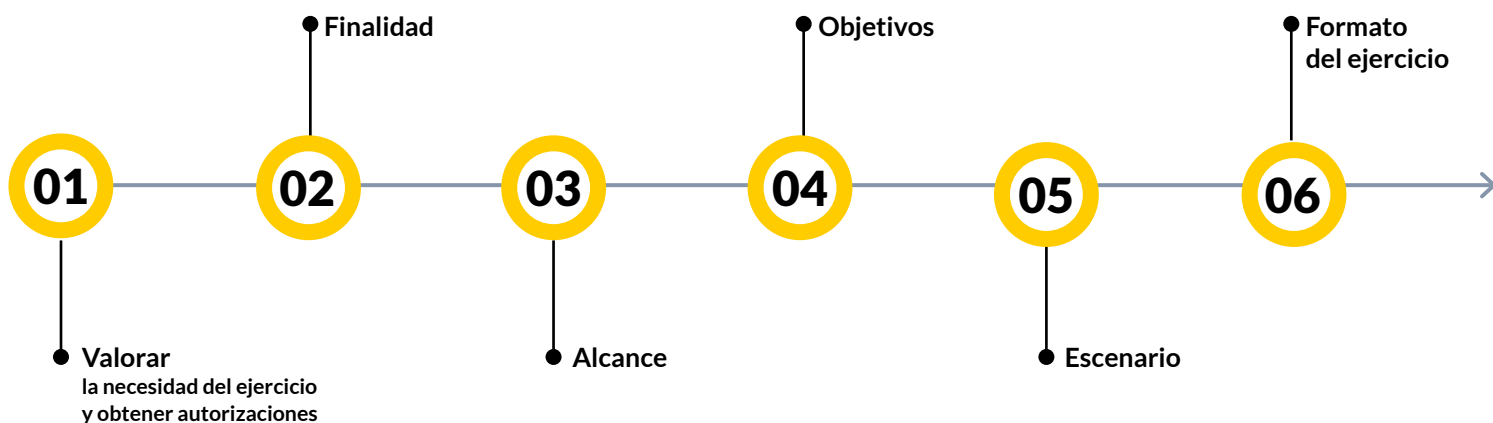 01
Valorar
la necesidad del ejercicio
y obtener autorizaciones
02
Finalidad
03
Alcance
04
Objetivos
05
Escenario
06
Formato
del ejercicio